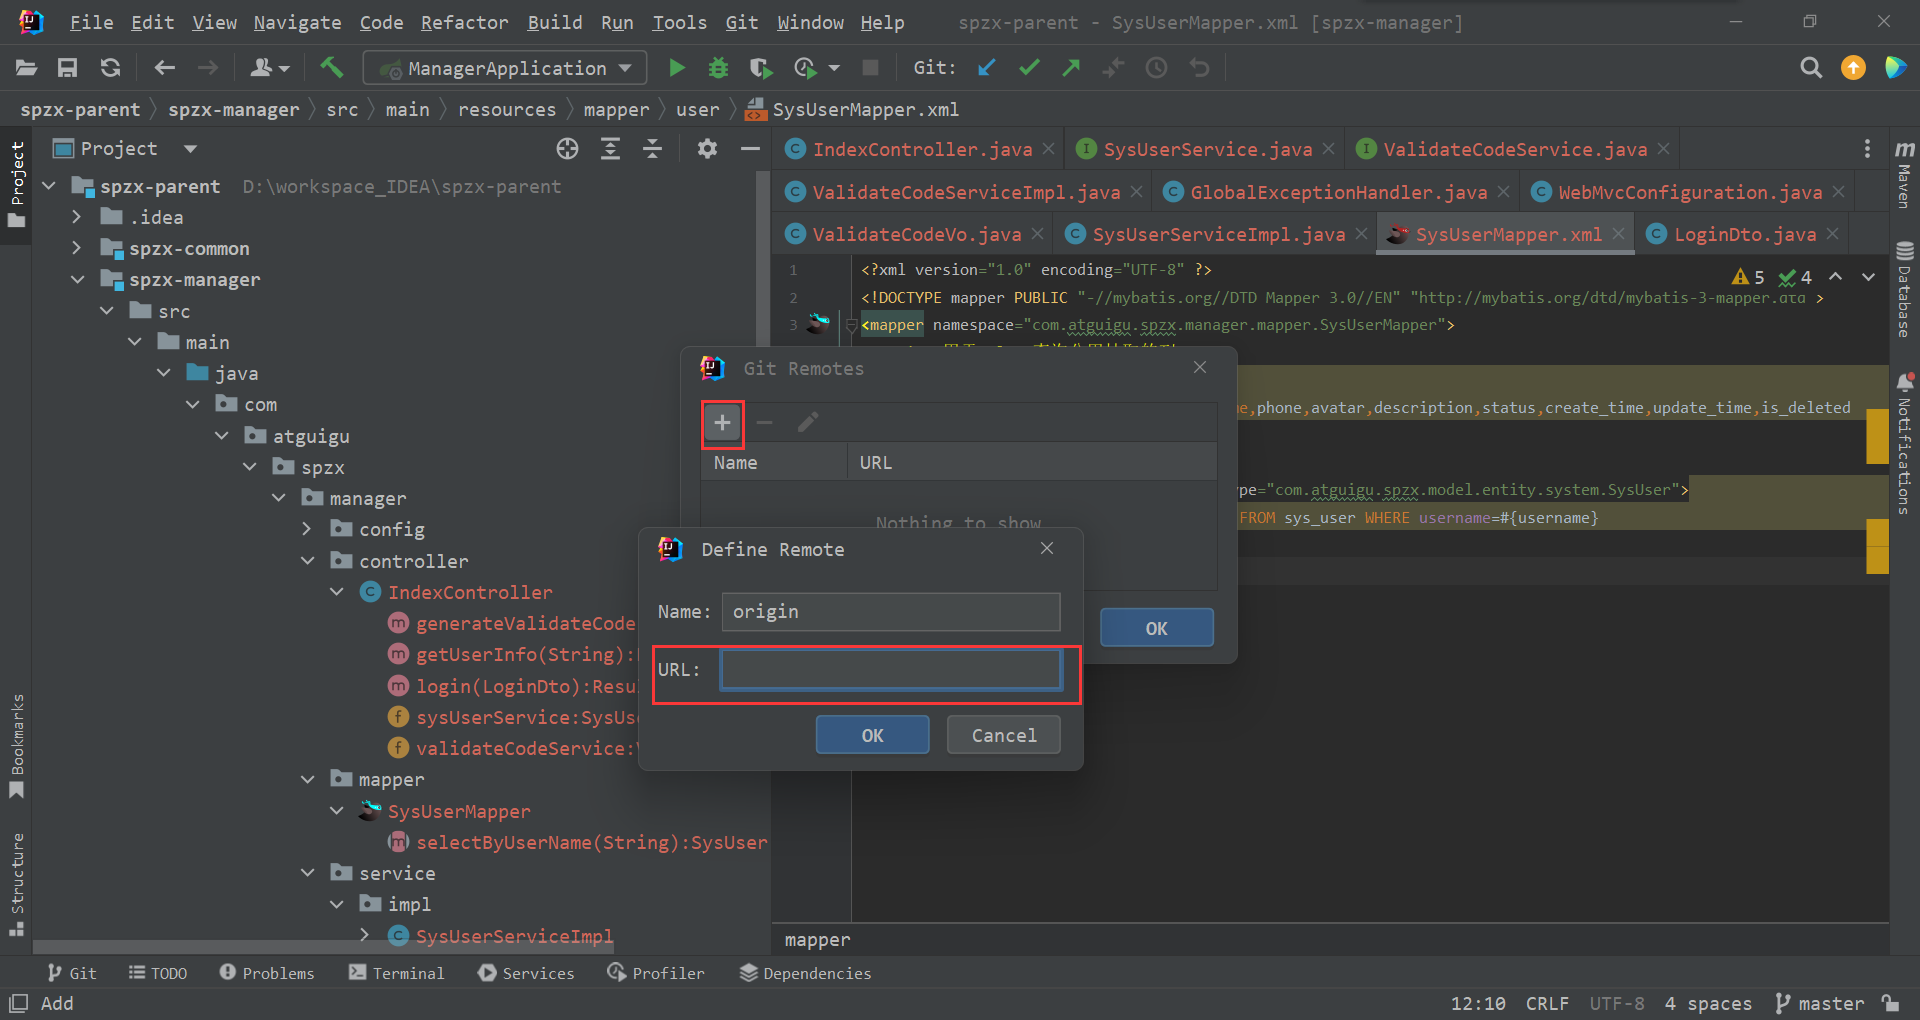 File Edit View Navigate Code Refactor Build Run Tools Git Window Help spzx-parent - SysUserMapper.xml [spzx-manager]
ManagerApplication Git:
spzx-parent spzx-manager src main resources mapper user SysUserMapper.xml
Project
Project
spzx-parent D:\workspace_IDEA\spzx-parent
.idea
spzx-common
spzx-manager
src
main
java
com
atguigu
spzx
manager
config
controller
IndexController
generateValidateCode
getUserInfo(String):
login(LoginDto):Resu
sysUserService:SysUs
validateCodeService:
mapper
SysUserMapper
selectByUserName(String):SysUser
service
impl
SysUserServiceImpl
Bookmarks
Structure
IndexController.java SysUserService.java ValidateCodeService.java
ValidateCodeServiceImpl.java GlobalExceptionHandler.java WebMvcConfiguration.java
ValidateCodeVo.java SysUserServiceImpl.java SysUserMapper.xml LoginDto.java
1 <?xml version="1.0" encoding="UTF-8" ?>
2 <!DOCTYPE mapper PUBLIC "-//mybatis.org//DTD Mapper 3.0//EN" "http://mybatis.org/dtd/mybatis-3-mapper.dtd">
3 <mapper namespace="com.atguigu.spzx.manager.mapper.SysUserMapper">
5 4
e,phone,avatar,description,status,create_time,update_time,is_deleted
ype="com.atguigu.spzx.model.entity.system.SysUser">
FROM sys_user WHERE username=#{username}
mapper
Git Remotes
Name URL
Nothing to show
OK
Define Remote
Name: origin
URL:
OK Cancel
Maven
Database
Notifications
Git TODO Problems Terminal Services Profiler Dependencies
Add 12:10 CRLF UTF-8 4 spaces master